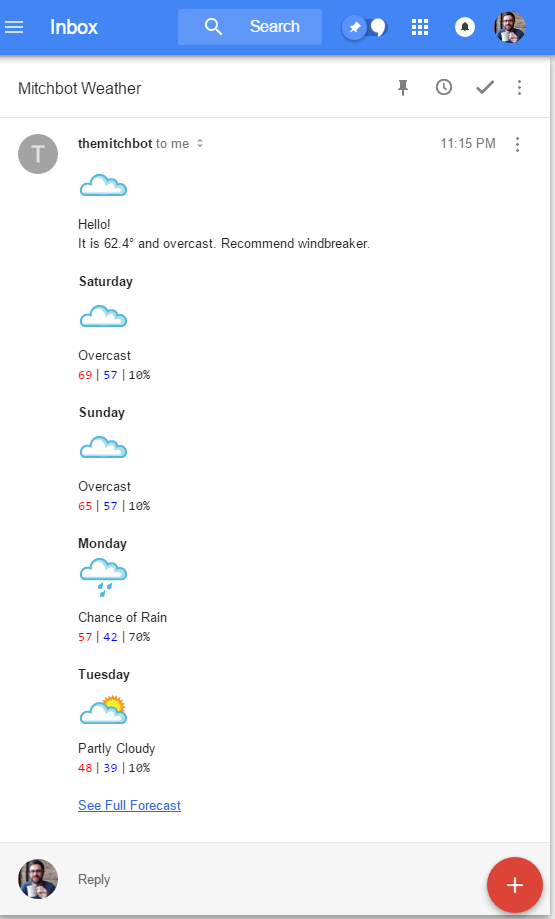 Inbox
Search
Mitchbot Weather
T
themitchbot to me
11:15 PM
Hello!
It is 62.4° and overcast. Recommend windbreaker.
Saturday
Overcast
69 | 57 | 10%
Sunday
Overcast
65 | 57 | 10%
Monday
Chance of Rain
57 | 42 | 70%
Tuesday
Partly Cloudy
48 | 39 | 10%
See Full Forecast
Reply